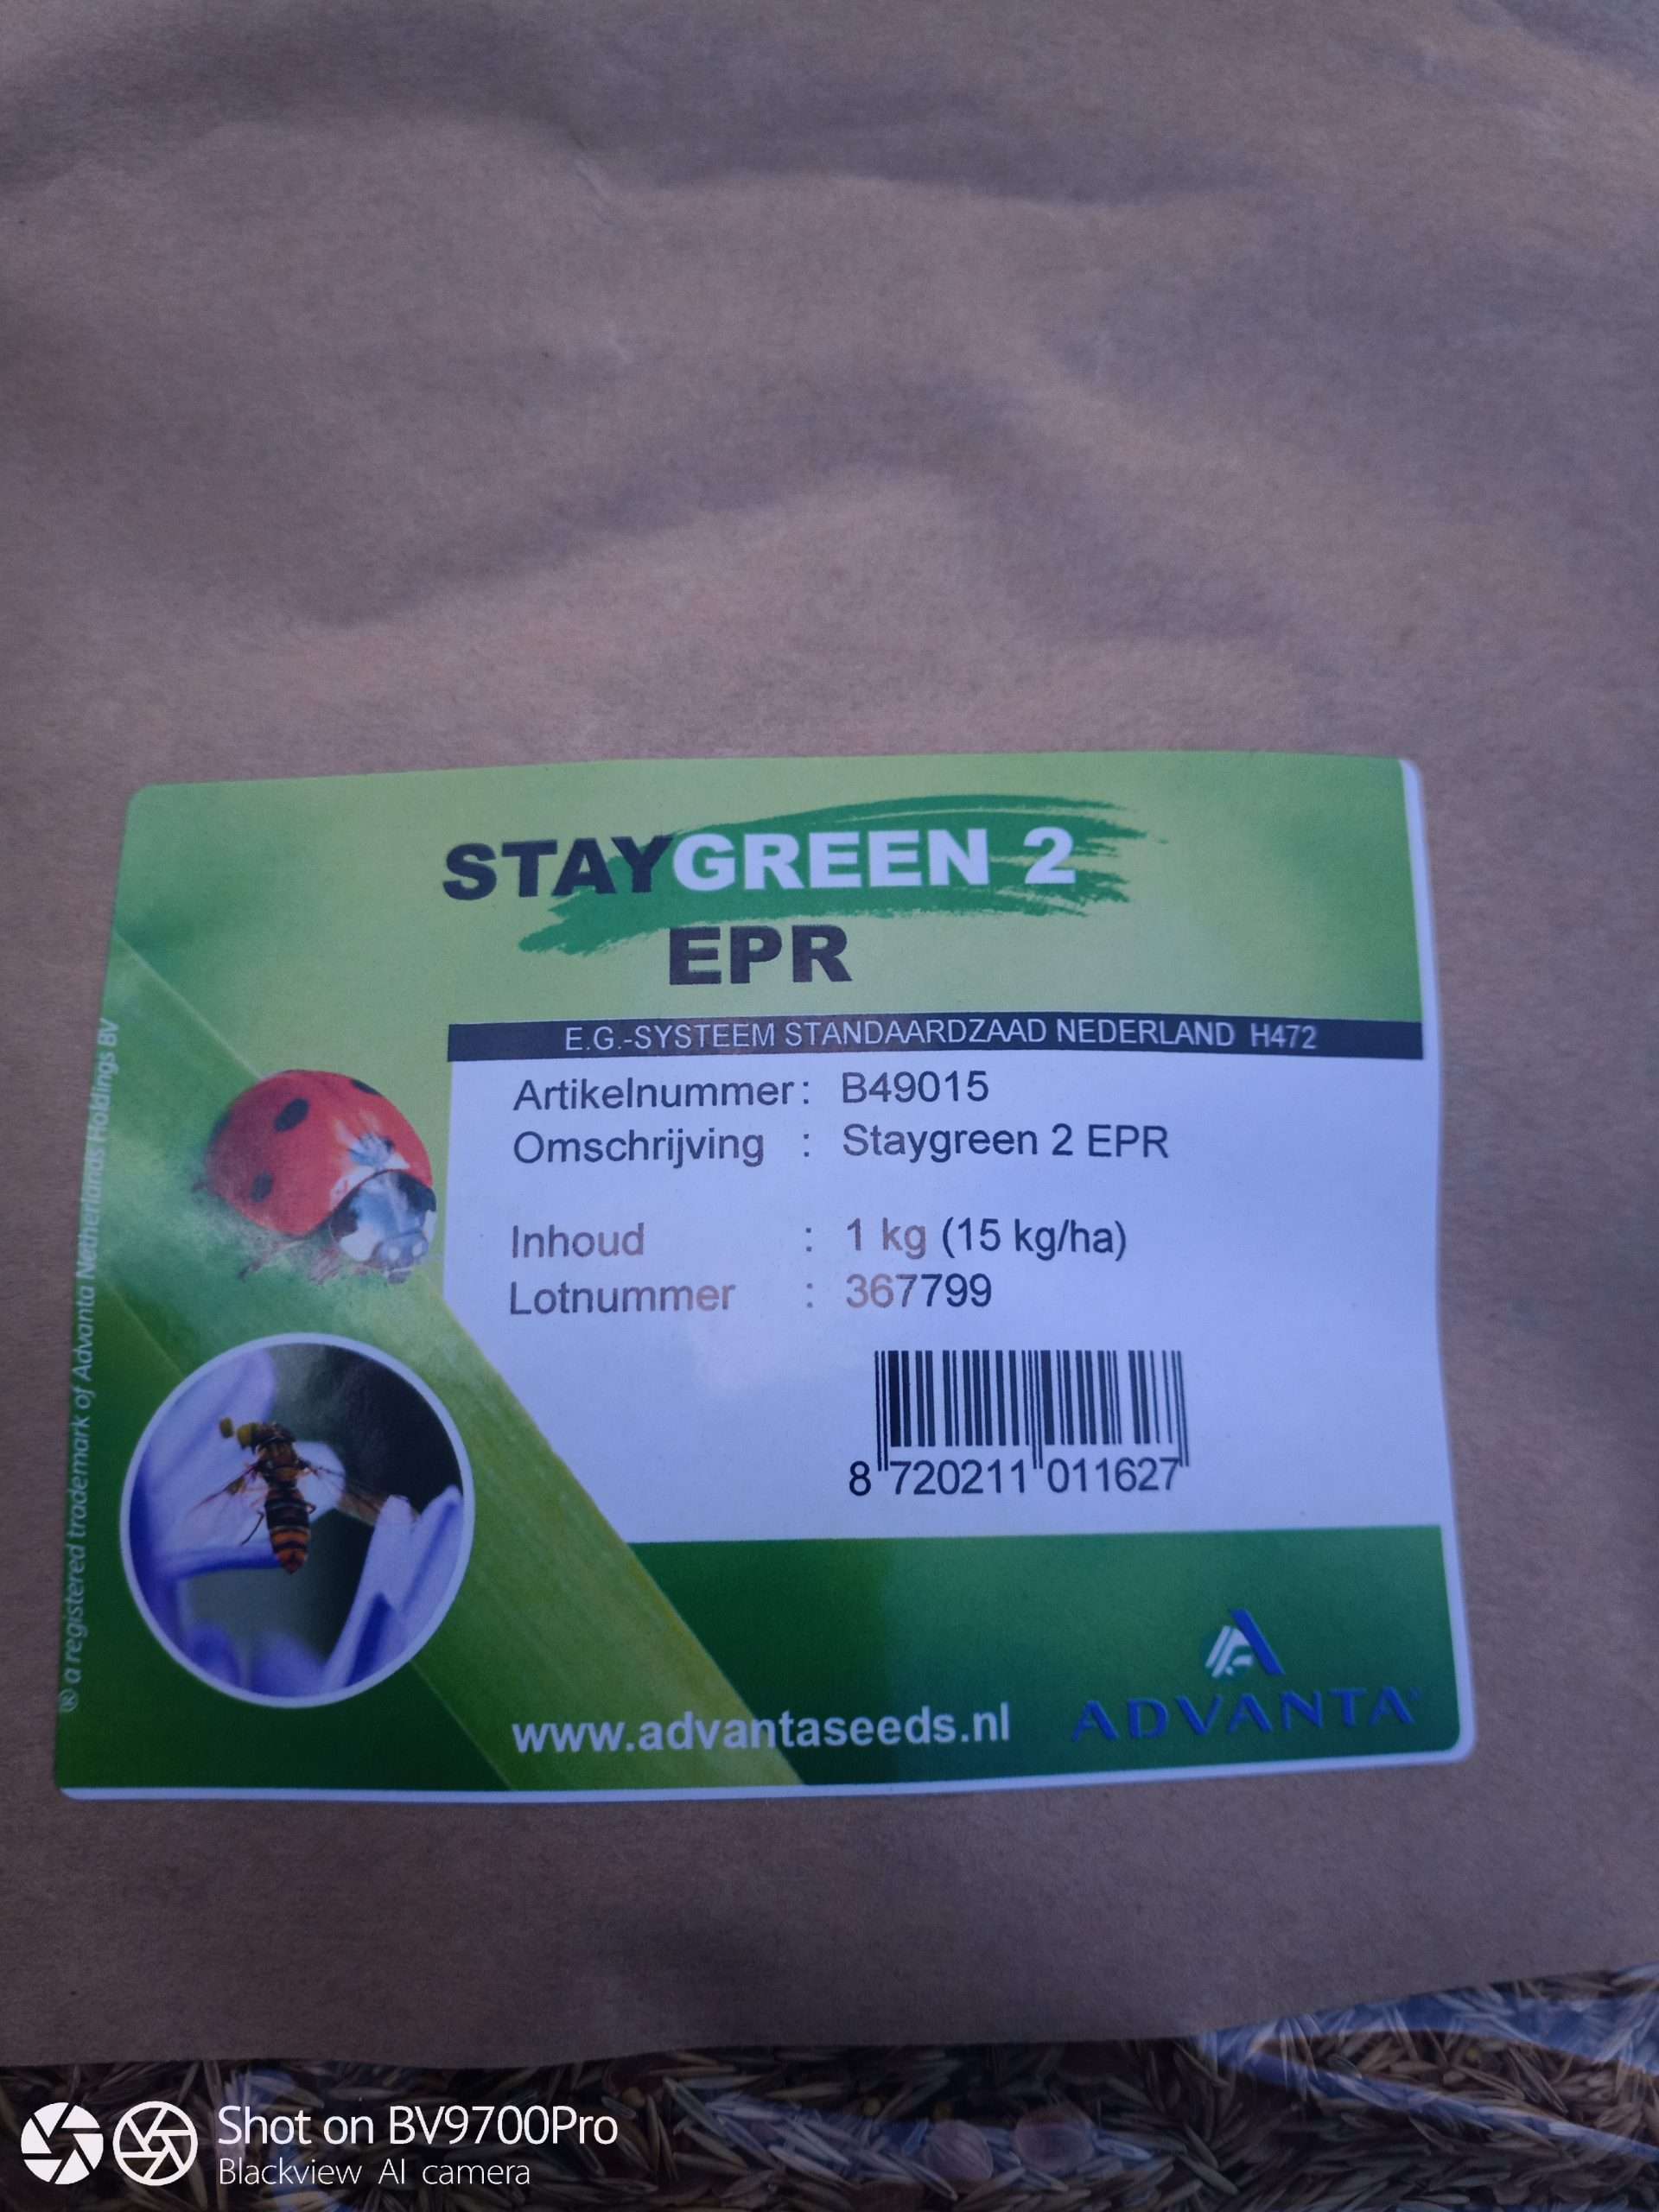 STAYGREEN 2
EPR
E.G.-SYSTEEM STANDAARDZAAD NEDERLAND H472
Artikelnummer: B49015
Omschrijving : Staygreen 2 EPR
Inhoud : 1 kg (15 kg/ha)
Lotnummer : 367799
8 720211 011627
® a registered trademark of Advanta Netherlands Holdings BV
www.advantaseeds.nl
ADVANTA
Shot on BV9700Pro
Blackview AI camera